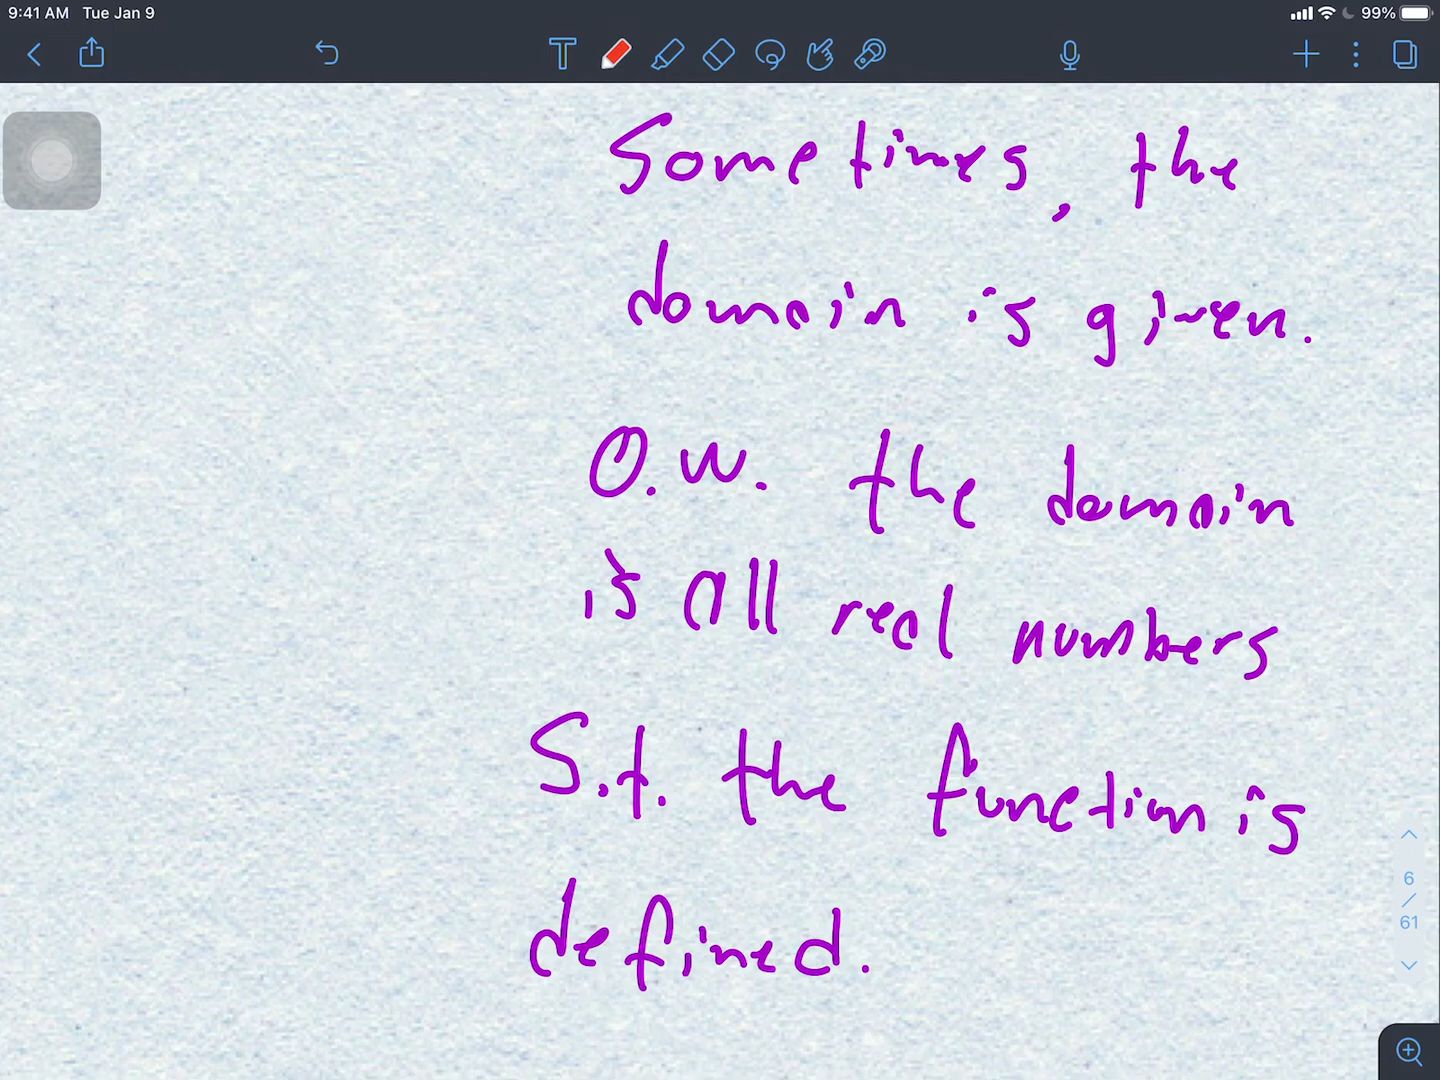 9:41 AM Tue Jan 9 99%
Sometimes, the
domain is given.
O.W. the domain
is all real numbers
S.t. the function is
defined.
6
/
61